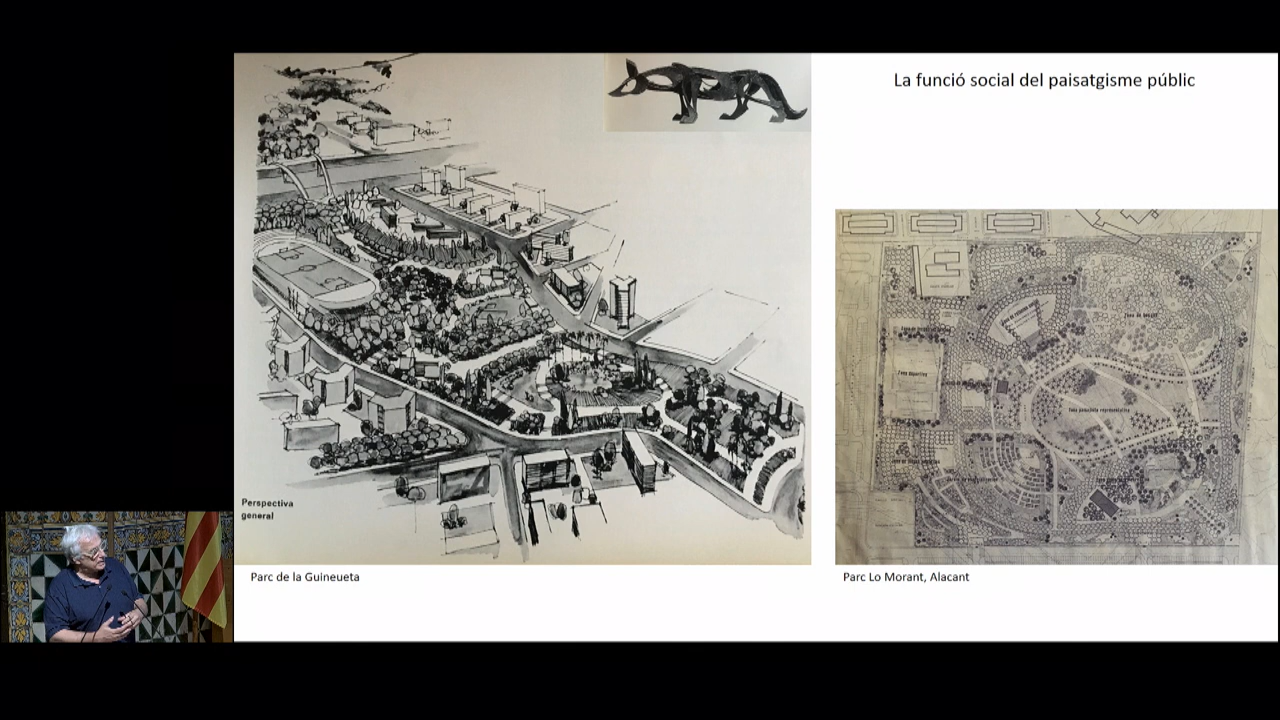 La funció social del paisatgisme públic
Perspectiva
general
Parc de la Guineueta
Parc Lo Morant, Alacant